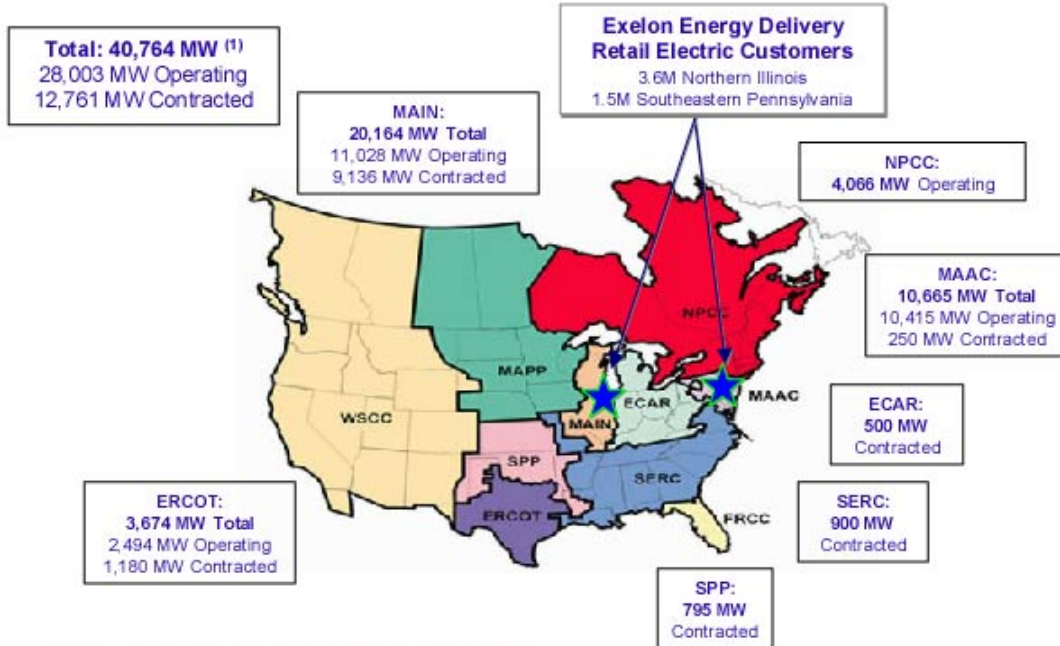 Total: 40,764 MW (1)
28,003 MW Operating
12,761 MW Contracted
Exelon Energy Delivery
Retail Electric Customers
3.6M Northern Illinois
1.5M Southeastern Pennsylvania
MAIN:
20,164 MW Total
11,028 MW Operating
9,136 MW Contracted
NPCC:
4,066 MW Operating
MAAC:
10,665 MW Total
10,415 MW Operating
250 MW Contracted
ECAR:
500 MW
Contracted
SERC:
900 MW
Contracted
SPP:
795 MW
Contracted
ERCOT:
3,674 MW Total
2,494 MW Operating
1,180 MW Contracted
NPCC
MAPP
WSCC
MAIN
ECAR
MAAC
SPP
SERC
ERCOT
FRCC